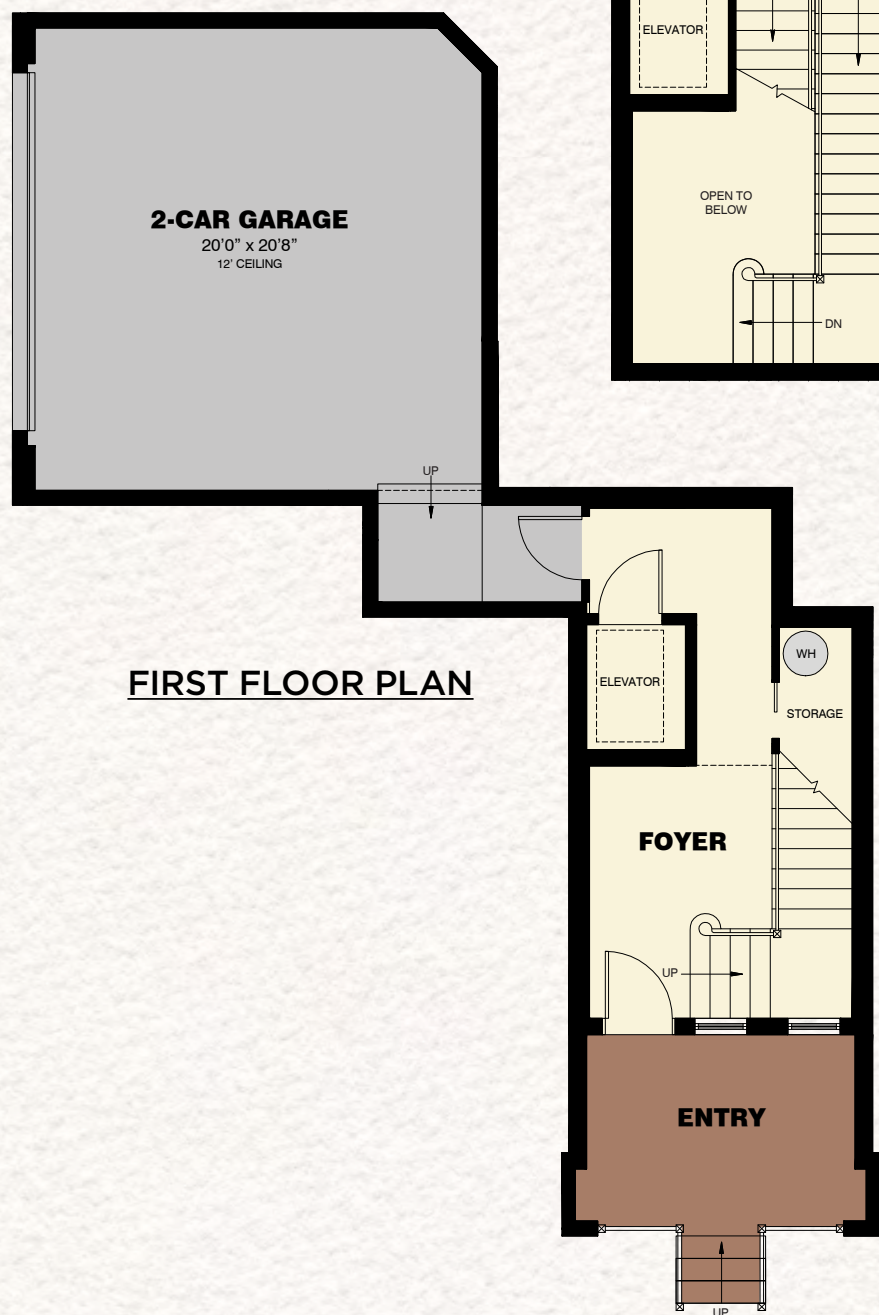 ELEVATOR
OPEN TO
BELOW
DN
2-CAR GARAGE
20'0” x 20'8”
12' CEILING
UP
WH
ELEVATOR
STORAGE
FIRST FLOOR PLAN
FOYER
UP
ENTRY
UP